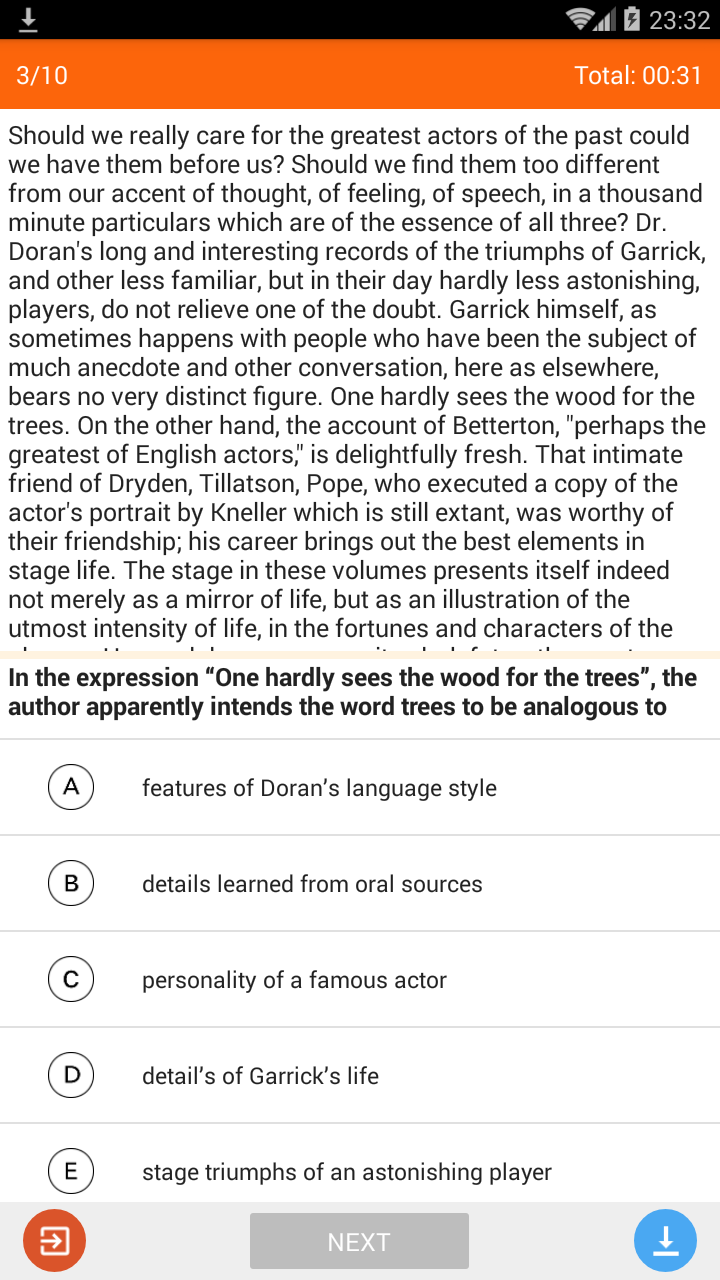 23:32
3/10
Total: 00:31
Should we really care for the greatest actors of the past could
we have them before us? Should we find them too different
from our accent of thought, of feeling, of speech, in a thousand
minute particulars which are of the essence of all three? Dr.
Doran's long and interesting records of the triumphs of Garrick,
and other less familiar, but in their day hardly less astonishing,
players, do not relieve one of the doubt. Garrick himself, as
sometimes happens with people who have been the subject of
much anecdote and other conversation, here as elsewhere,
bears no very distinct figure. One hardly sees the wood for the
trees. On the other hand, the account of Betterton, "perhaps the
greatest of English actors," is delightfully fresh. That intimate
friend of Dryden, Tillatson, Pope, who executed a copy of the
actor's portrait by Kneller which is still extant, was worthy of
their friendship; his career brings out the best elements in
stage life. The stage in these volumes presents itself indeed
not merely as a mirror of life, but as an illustration of the
utmost intensity of life, in the fortunes and characters of the
In the expression “One hardly sees the wood for the trees”, the
author apparently intends the word trees to be analogous to
A features of Doran’s language style
B details learned from oral sources
C personality of a famous actor
D detail’s of Garrick’s life
E stage triumphs of an astonishing player
NEXT